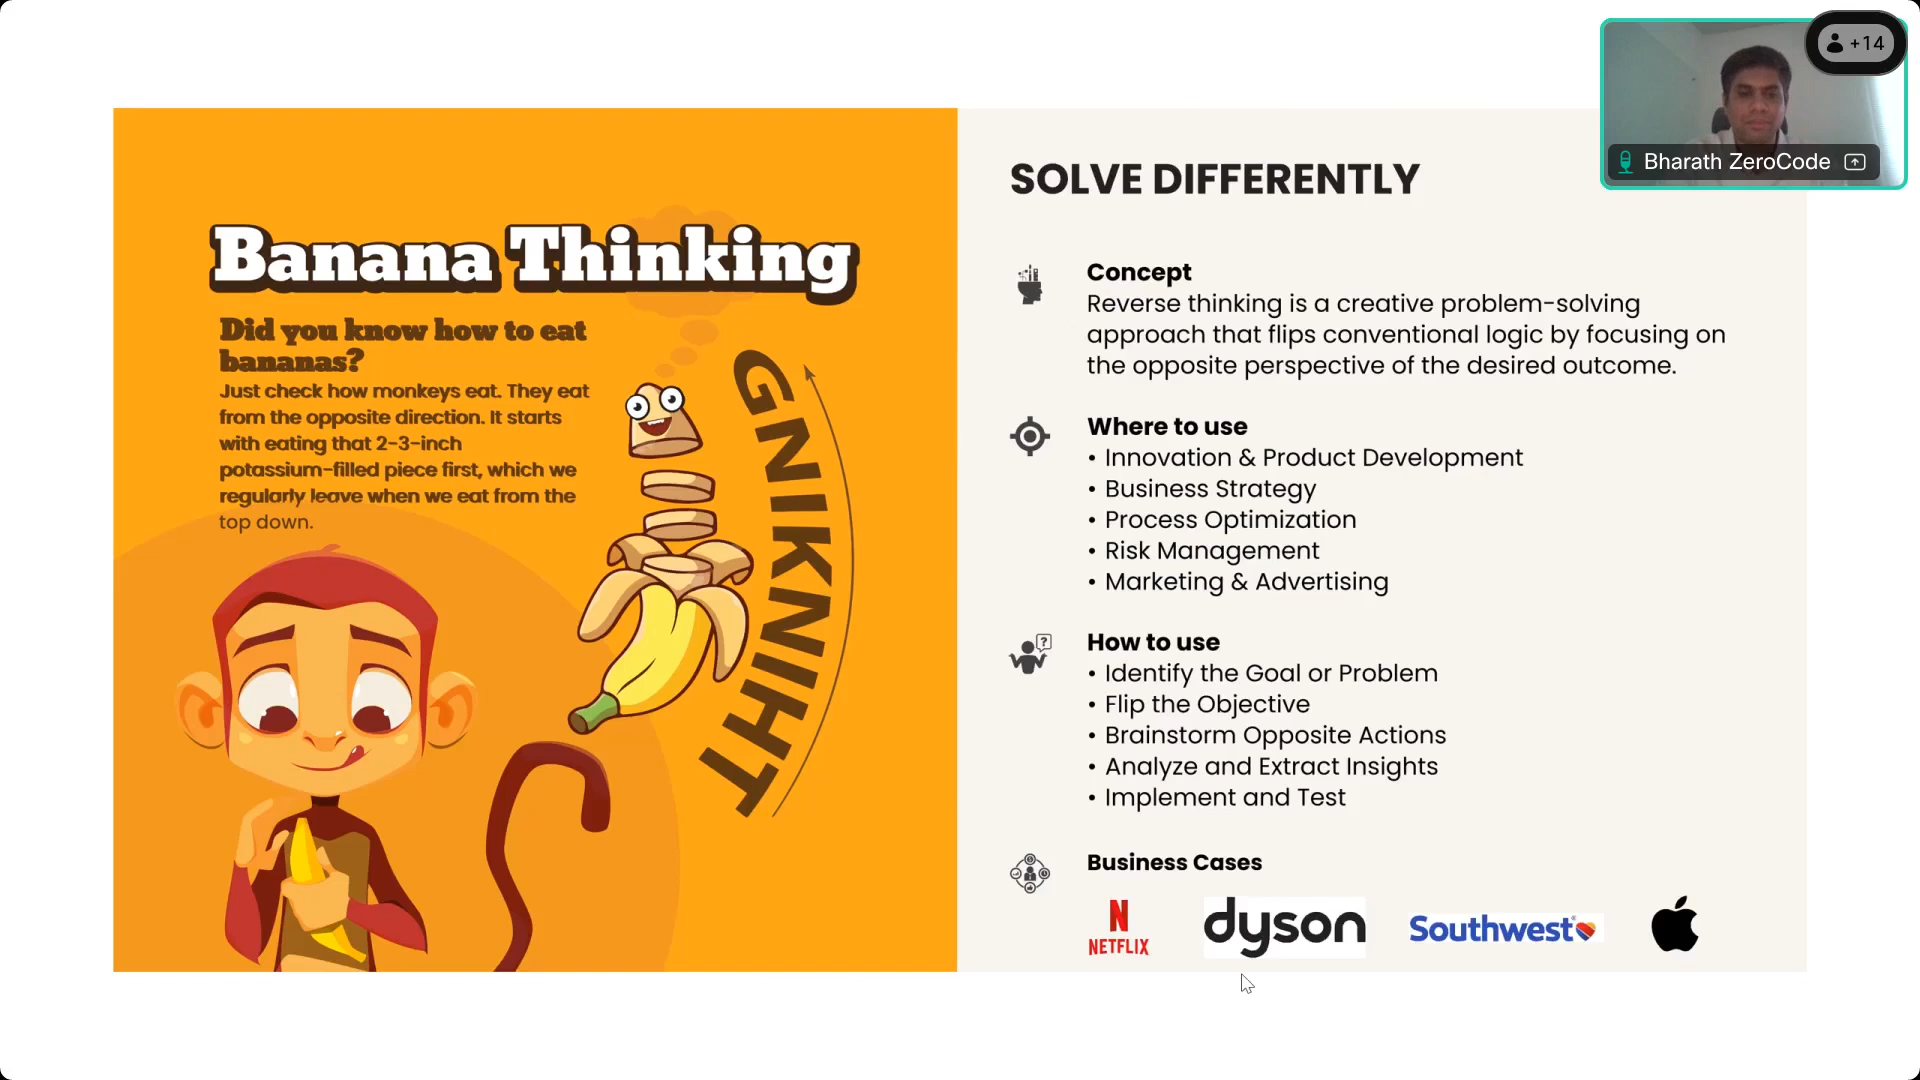 +14
Bharath ZeroCode
Banana Thinking
Did you know how to eat
bananas?
Just check how monkeys eat. They eat
from the opposite direction. It starts
with eating that 2-3-inch
potassium-filled piece first, which we
regularly leave when we eat from the
top down.
THINKING
SOLVE DIFFERENTLY
Concept
Reverse thinking is a creative problem-solving
approach that flips conventional logic by focusing on
the opposite perspective of the desired outcome.
Where to use
• Innovation & Product Development
• Business Strategy
• Process Optimization
• Risk Management
• Marketing & Advertising
?
How to use
• Identify the Goal or Problem
• Flip the Objective
• Brainstorm Opposite Actions
• Analyze and Extract Insights
• Implement and Test
Business Cases
N
NETFLIX
dyson
Southwest®